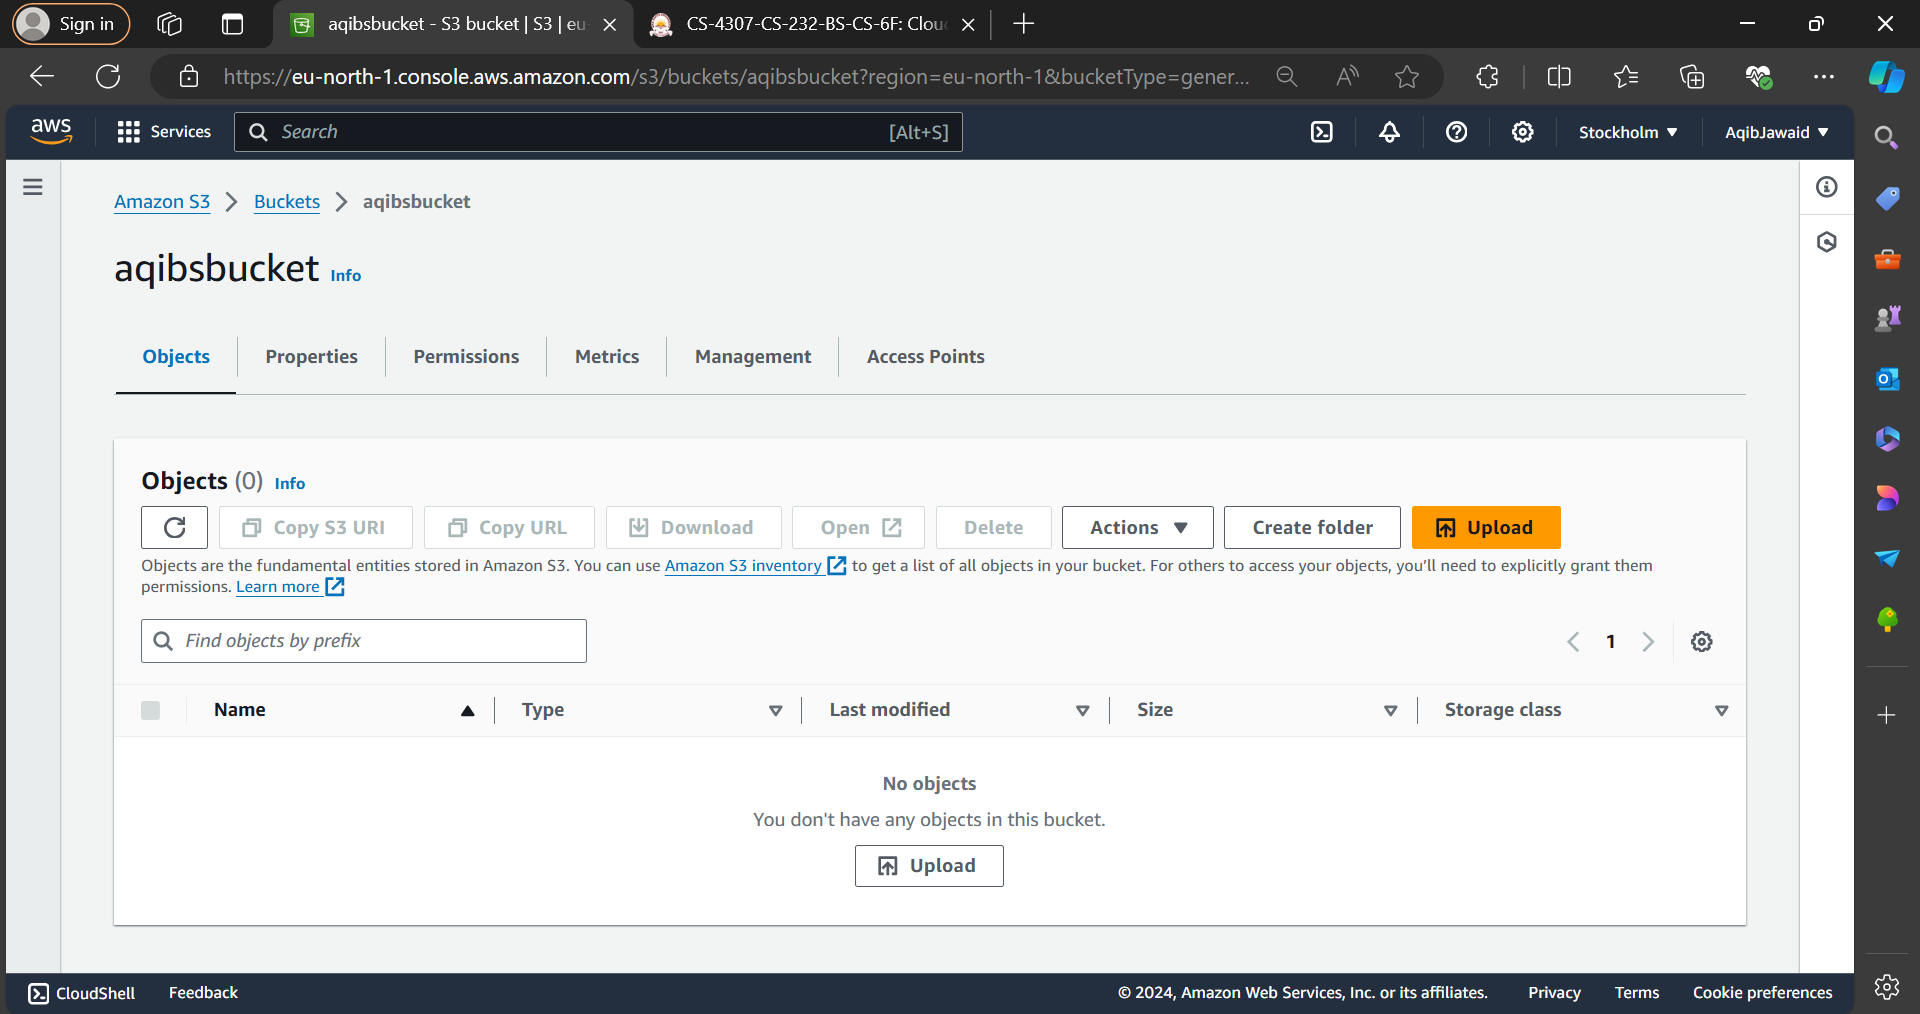 Sign in
aqibsbucket - S3 bucket | S3 | eu
CS-4307-CS-232-BS-CS-6F: Clou
https://eu-north-1.console.aws.amazon.com/s3/buckets/aqibsbucket?region=eu-north-1&bucketType=gener...
aws
Services
Search
[Alt+S]
Stockholm
AqibJawaid
Amazon S3
Buckets
aqibsbucket
aqibsbucket Info
Objects
Properties
Permissions
Metrics
Management
Access Points
Objects (0) Info
Copy S3 URI
Copy URL
Download
Open
Delete
Actions
Create folder
Upload
Objects are the fundamental entities stored in Amazon S3. You can use Amazon S3 inventory to get a list of all objects in your bucket. For others to access your objects, you’ll need to explicitly grant them
permissions. Learn more
Find objects by prefix
1
Name
Type
Last modified
Size
Storage class
No objects
You don't have any objects in this bucket.
Upload
CloudShell
Feedback
© 2024, Amazon Web Services, Inc. or its affiliates.
Privacy
Terms
Cookie preferences